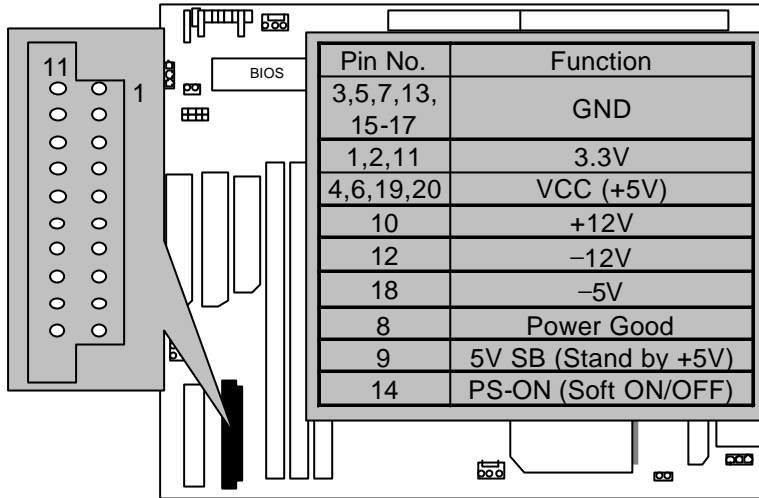 11
1
BIOS
Pin No. Function
3,5,7,13,
15-17 GND
1,2,11 3.3V
4,6,19,20 VCC (+5V)
10 +12V
12 −12V
18 −5V
8 Power Good
9 5V SB (Stand by +5V)
14 PS-ON (Soft ON/OFF)